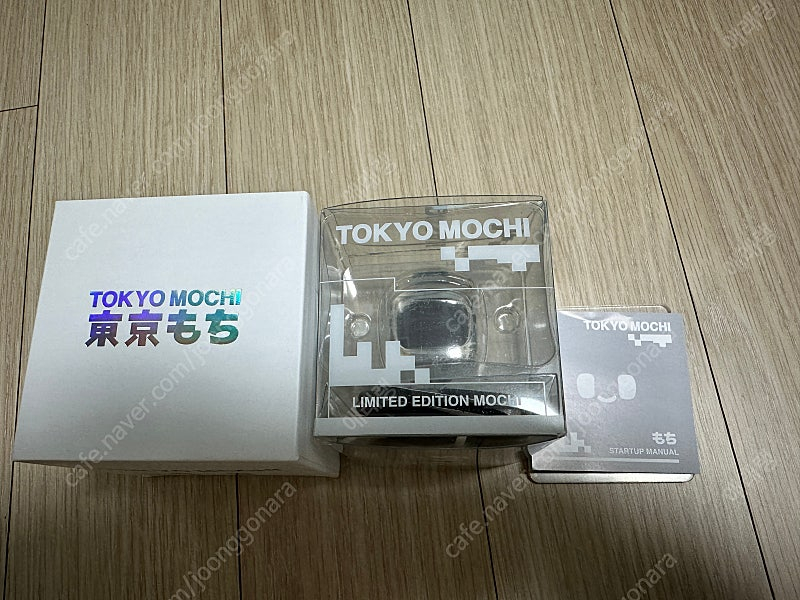 TOKYO MOCHI
東京もち
TOKYO MOCHI
LIMITED EDITION MOCHI
TOKYO MOCHI
もち
STARTUP MANUAL
cafe.naver.com/joonggonara